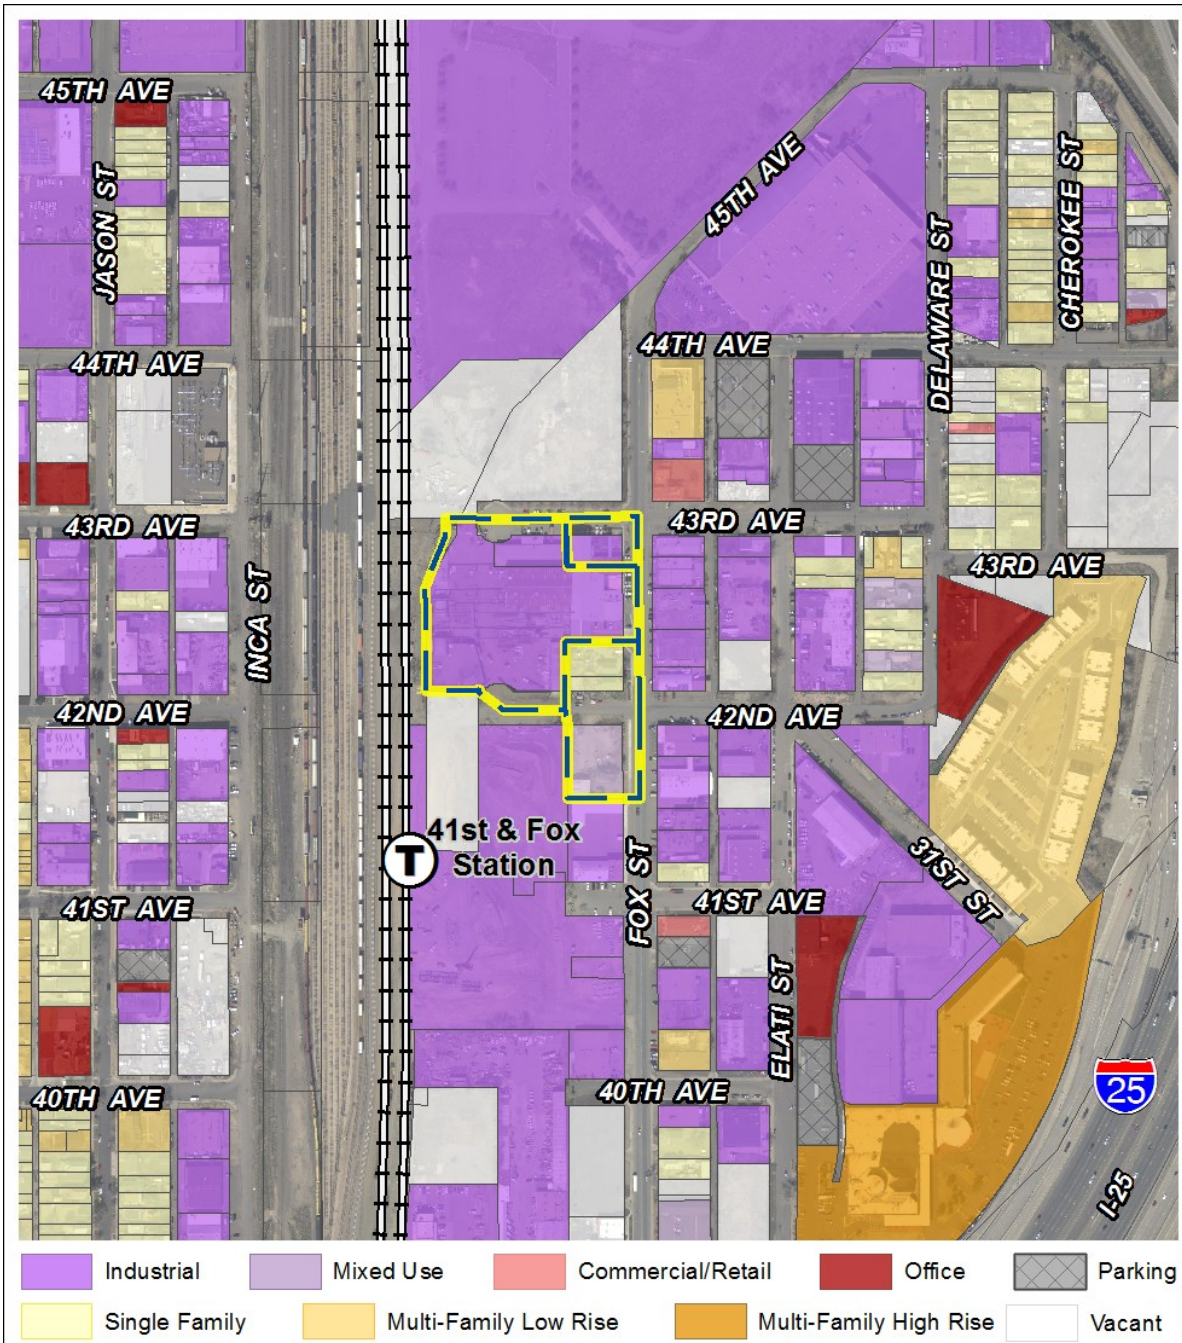 45TH AVE
JASON ST
45TH AVE
DELAWARE ST
CHEROKEE ST
44TH AVE
44TH AVE
43RD AVE
43RD AVE
43RD AVE
INCA ST
42ND AVE
42ND AVE
T
41st & Fox
Station
FOX ST
31ST ST
41ST AVE
41ST AVE
ELATI ST
40TH AVE
40TH AVE
25
I-25
Industrial
Mixed Use
Commercial/Retail
Office
Parking
Single Family
Multi-Family Low Rise
Multi-Family High Rise
Vacant